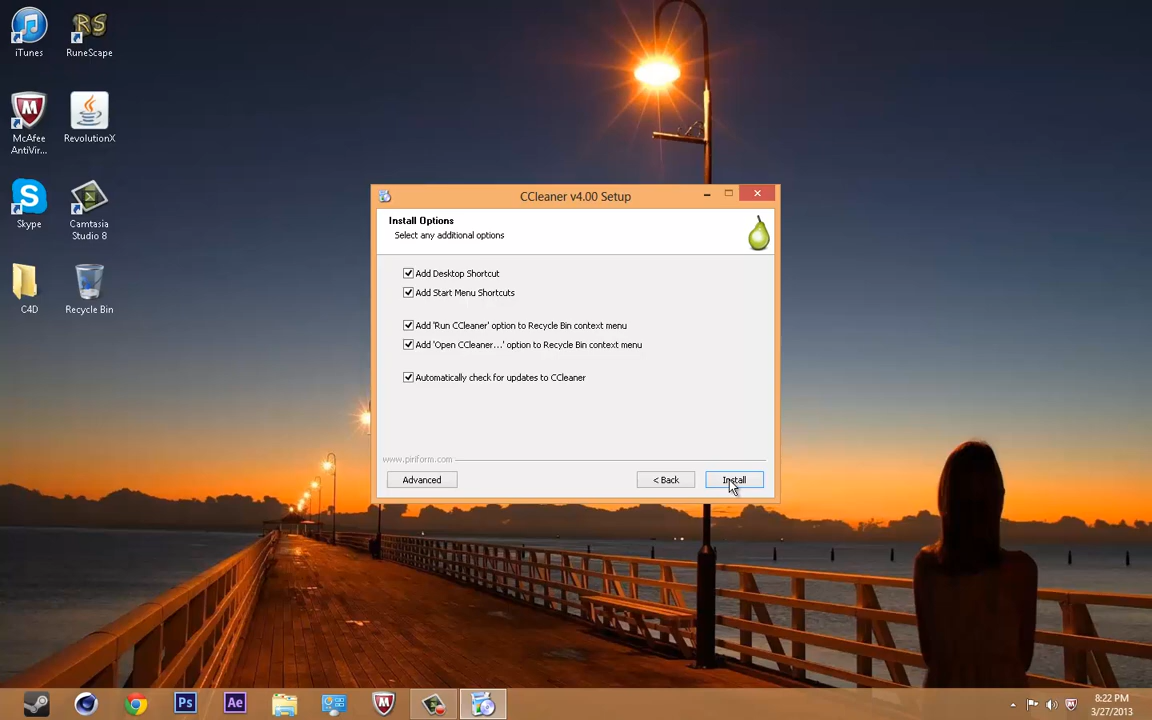 iTunes
RuneScape
McAfee
AntiVir...
RevolutionX
Skype
Camtasia
Studio 8
C4D
Recycle Bin
RS
CCleaner v4.00 Setup
Install Options
Select any additional options
Add Desktop Shortcut
Add Start Menu Shortcuts
Add 'Run CCleaner' option to Recycle Bin context menu
Add 'Open CCleaner...' option to Recycle Bin context menu
Automatically check for updates to CCleaner
www.piriform.com
Advanced
< Back
Install
Ps
Ae
8:22 PM
3/27/2013